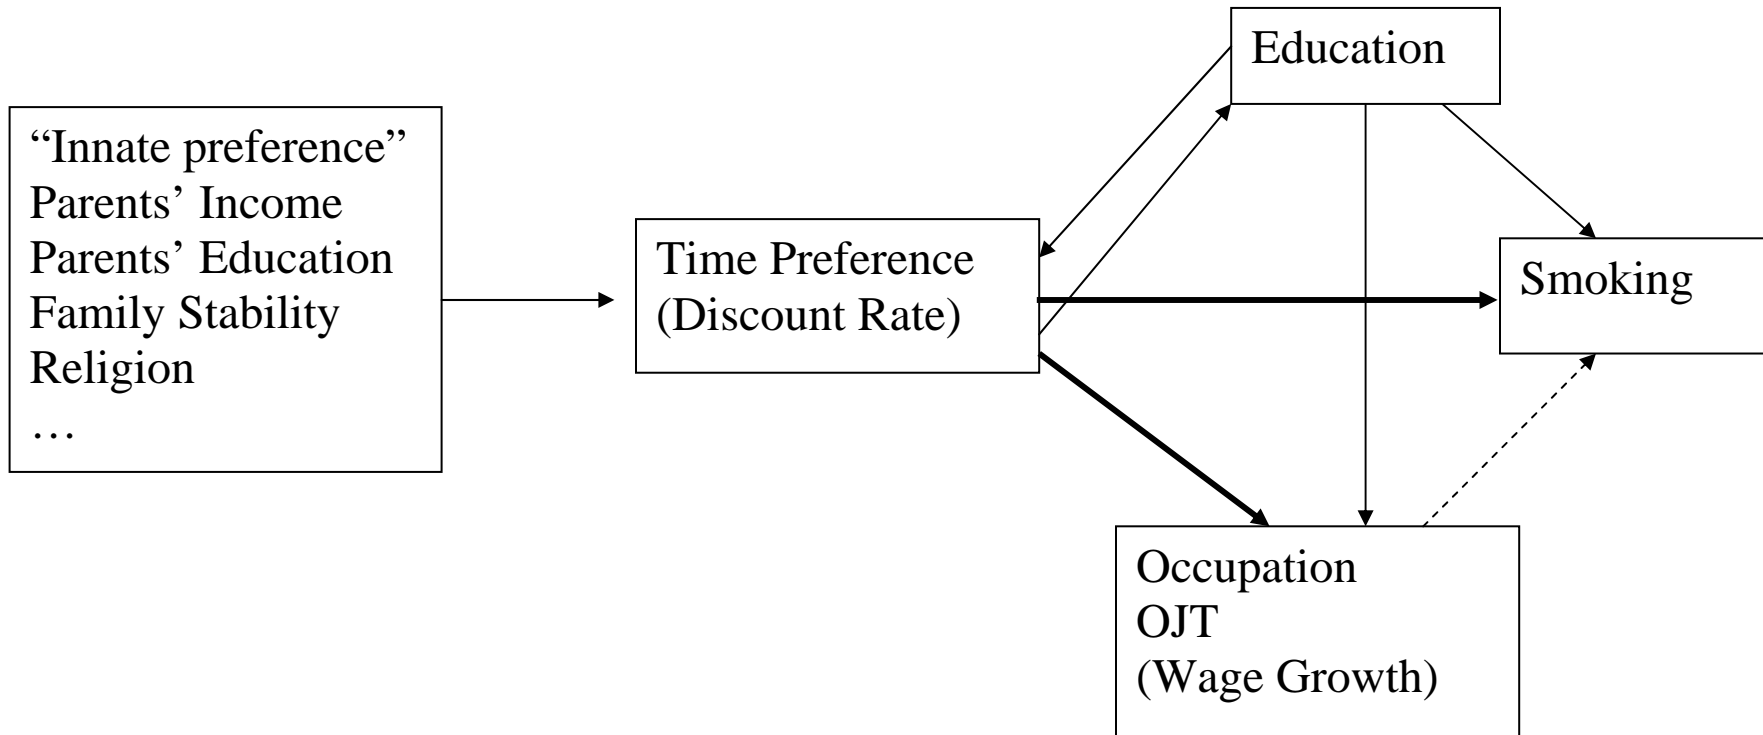 “Innate preference”
Parents’ Income
Parents’ Education
Family Stability
Religion
…
Time Preference
(Discount Rate)
Education
Smoking
Occupation
OJT
(Wage Growth)